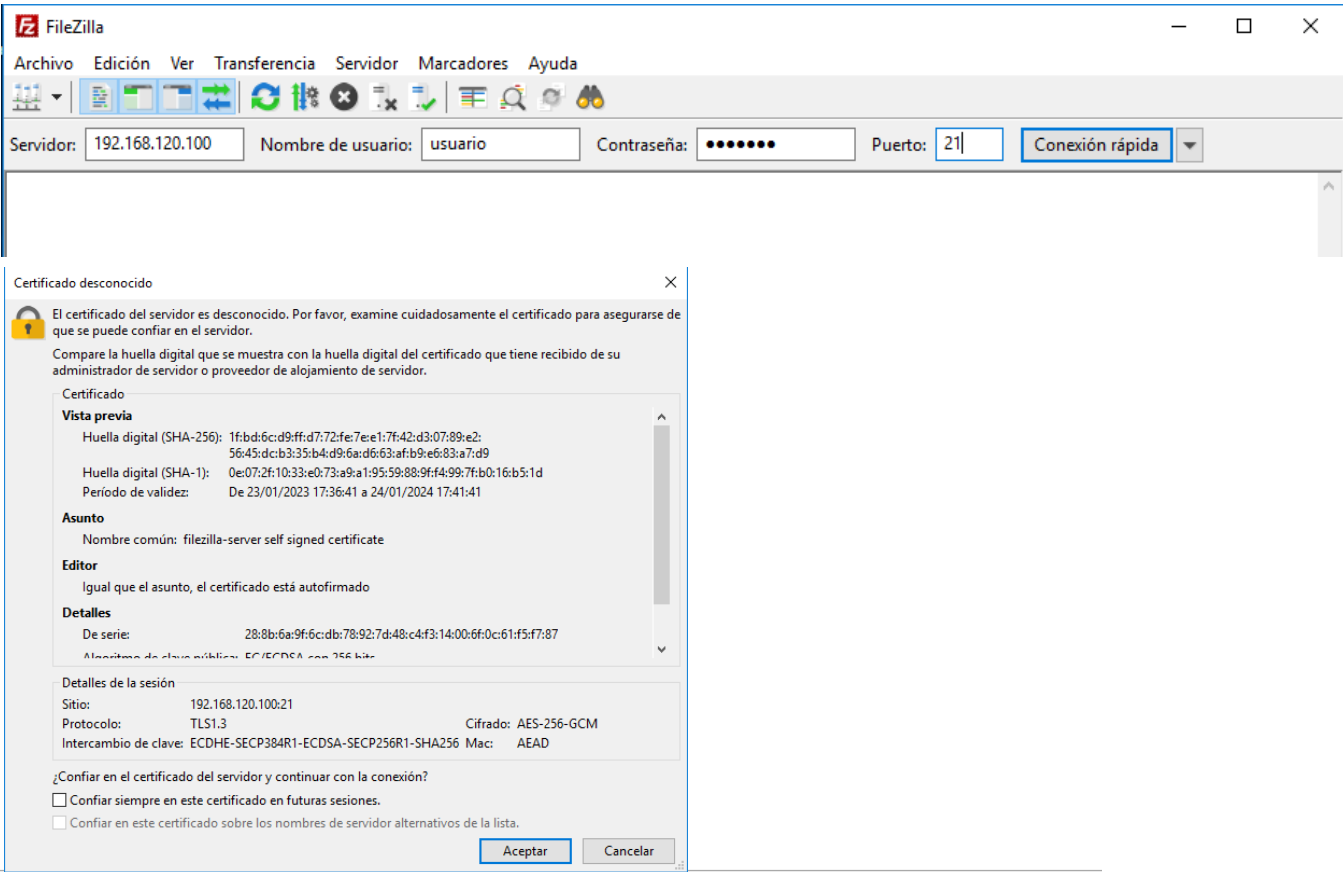 FileZilla
Archivo Edición Ver Transferencia Servidor Marcadores Ayuda
Servidor: 192.168.120.100 Nombre de usuario: usuario Contraseña: ●●●●●●● Puerto: 21 Conexión rápida
Certificado desconocido
El certificado del servidor es desconocido. Por favor, examine cuidadosamente el certificado para asegurarse de
que se puede confiar en el servidor.
Compare la huella digital que se muestra con la huella digital del certificado que tiene recibido de su
administrador de servidor o proveedor de alojamiento de servidor.
Certificado
Vista previa
Huella digital (SHA-256): 1f:bd:6c:d9:ff:d7:72:fe:7e:e1:7f:42:d3:07:89:e2:
56:45:dc:b3:35:b4:d9:6a:d6:63:af:b9:e6:83:a7:d9
Huella digital (SHA-1): 0e:07:2f:10:33:e0:73:a9:a1:95:59:88:9f:f4:99:7f:b0:16:b5:1d
Período de validez: De 23/01/2023 17:36:41 a 24/01/2024 17:41:41
Asunto
Nombre común: filezilla-server self signed certificate
Editor
Igual que el asunto, el certificado está autofirmado
Detalles
De serie: 28:8b:6a:9f:6c:db:78:92:7d:48:c4:f3:14:00:6f:0c:61:f5:f7:87
Algoritmo de clave pública: EC/ECDSA con 256 bits
Detalles de la sesión
Sitio: 192.168.120.100:21
Protocolo: TLS1.3 Cifrado: AES-256-GCM
Intercambio de clave: ECDHE-SECP384R1-ECDSA-SECP256R1-SHA256 Mac: AEAD
¿Confiar en el certificado del servidor y continuar con la conexión?
Confiar siempre en este certificado en futuras sesiones.
Confiar en este certificado sobre los nombres de servidor alternativos de la lista.
Aceptar Cancelar